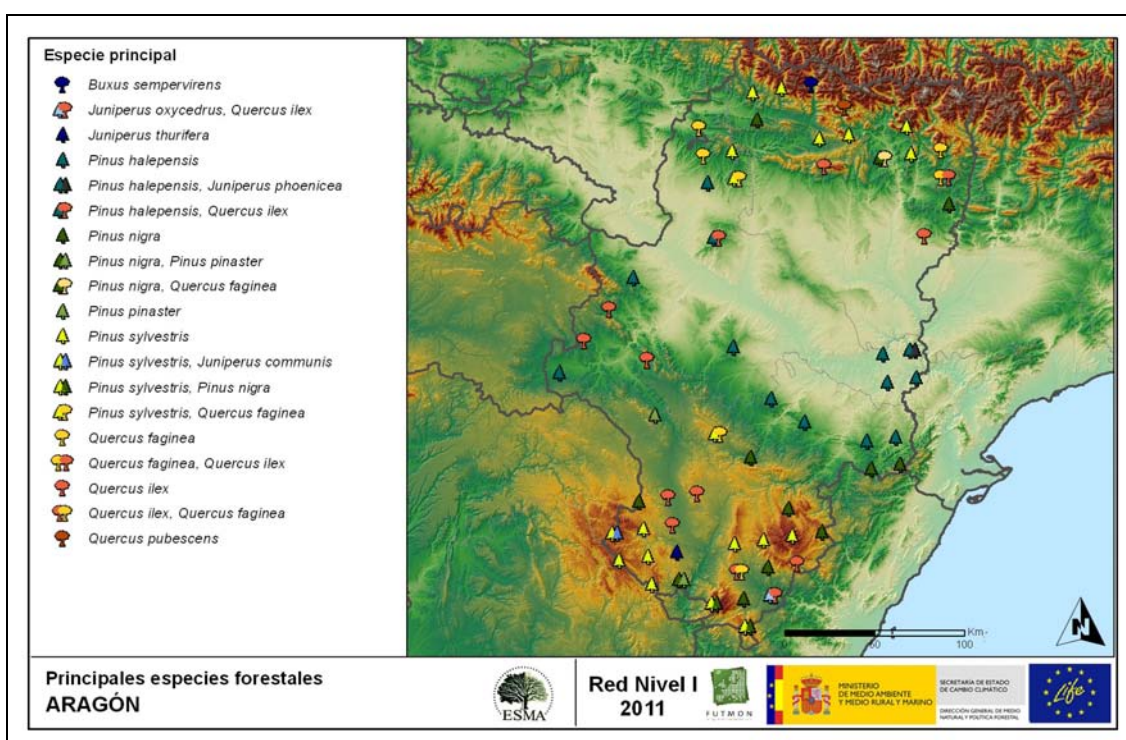 Especie principal
Buxus sempervirens
Juniperus oxycedrus, Quercus ilex
Juniperus thurifera
Pinus halepensis
Pinus halepensis, Juniperus phoenicea
Pinus halepensis, Quercus ilex
Pinus nigra
Pinus nigra, Pinus pinaster
Pinus nigra, Quercus faginea
Pinus pinaster
Pinus sylvestris
Pinus sylvestris, Juniperus communis
Pinus sylvestris, Pinus nigra
Pinus sylvestris, Quercus faginea
Quercus faginea
Quercus faginea, Quercus ilex
Quercus ilex
Quercus ilex, Quercus faginea
Quercus pubescens
Km
0 50 100
N
Principales especies forestales
ARAGÓN
ESMA
Red Nivel I
2011
FUTMON
MINISTERIO
DE MEDIO AMBIENTE
Y MEDIO RURAL Y MARINO
SECRETARÍA DE ESTADO
DE CAMBIO CLIMÁTICO
DIRECCIÓN GENERAL DE MEDIO
NATURAL Y POLÍTICA FORESTAL
Life